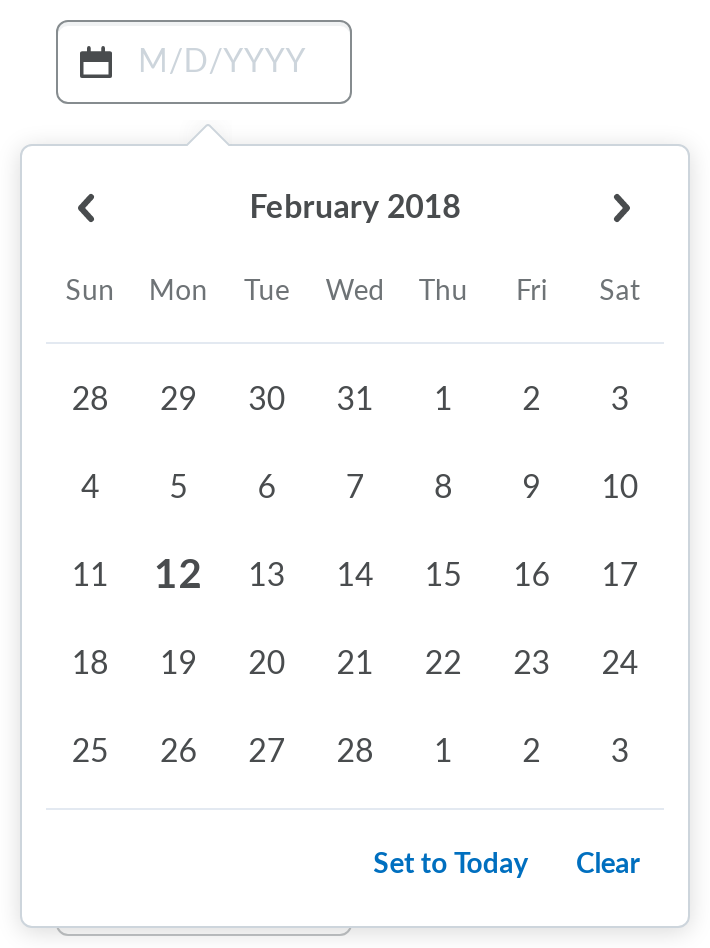 M/D/YYYY
February 2018
Sun Mon Tue Wed Thu Fri Sat
28 29 30 31 1 2 3
4 5 6 7 8 9 10
11 12 13 14 15 16 17
18 19 20 21 22 23 24
25 26 27 28 1 2 3
Set to Today Clear